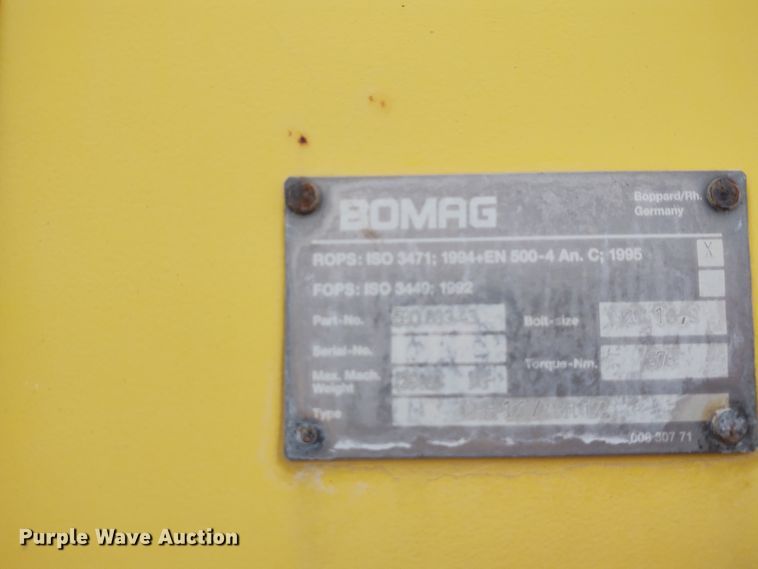 BOMAG
Boppard/Rh.
Germany
ROPS: ISO 3471; 1994+EN 500-4 An. C; 1995 X
FOPS: ISO 3449; 1992
Part-No.
Bolt-size
Serial-No.
Torque-Nm.
Max. Mach.
Weight
Type
006 307 71
Purple Wave Auction